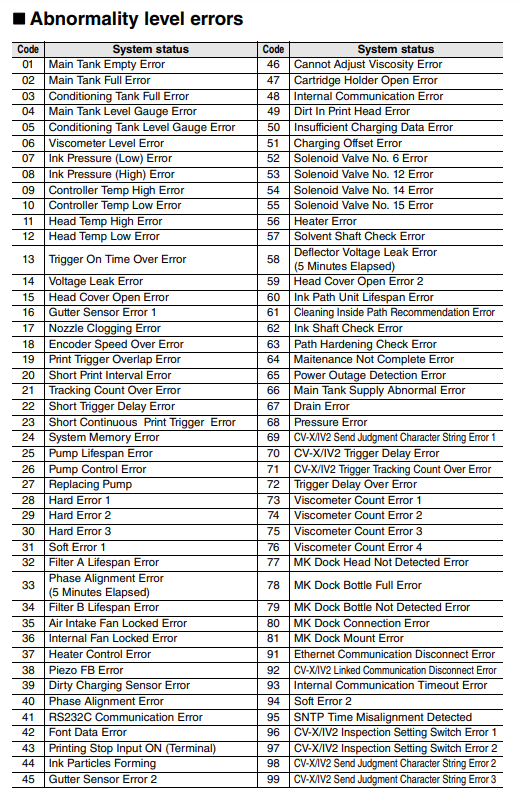 ■ Abnormality level errors
Code System status Code System status
01 Main Tank Empty Error 46 Cannot Adjust Viscosity Error
02 Main Tank Full Error 47 Cartridge Holder Open Error
03 Conditioning Tank Full Error 48 Internal Communication Error
04 Main Tank Level Gauge Error 49 Dirt In Print Head Error
05 Conditioning Tank Level Gauge Error 50 Insufficient Charging Data Error
06 Viscometer Level Error 51 Charging Offset Error
07 Ink Pressure (Low) Error 52 Solenoid Valve No. 6 Error
08 Ink Pressure (High) Error 53 Solenoid Valve No. 12 Error
09 Controller Temp High Error 54 Solenoid Valve No. 14 Error
10 Controller Temp Low Error 55 Solenoid Valve No. 15 Error
11 Head Temp High Error 56 Heater Error
12 Head Temp Low Error 57 Solvent Shaft Check Error
13 Trigger On Time Over Error 58 Deflector Voltage Leak Error
(5 Minutes Elapsed)
14 Voltage Leak Error 59 Head Cover Open Error 2
15 Head Cover Open Error 60 Ink Path Unit Lifespan Error
16 Gutter Sensor Error 1 61 Cleaning Inside Path Recommendation Error
17 Nozzle Clogging Error 62 Ink Shaft Check Error
18 Encoder Speed Over Error 63 Path Hardening Check Error
19 Print Trigger Overlap Error 64 Maitenance Not Complete Error
20 Short Print Interval Error 65 Power Outage Detection Error
21 Tracking Count Over Error 66 Main Tank Supply Abnormal Error
22 Short Trigger Delay Error 67 Drain Error
23 Short Continuous Print Trigger Error 68 Pressure Error
24 System Memory Error 69 CV-X/IV2 Send Judgment Character String Error 1
25 Pump Lifespan Error 70 CV-X/IV2 Trigger Delay Error
26 Pump Control Error 71 CV-X/IV2 Trigger Tracking Count Over Error
27 Replacing Pump 72 Trigger Delay Over Error
28 Hard Error 1 73 Viscometer Count Error 1
29 Hard Error 2 74 Viscometer Count Error 2
30 Hard Error 3 75 Viscometer Count Error 3
31 Soft Error 1 76 Viscometer Count Error 4
32 Filter A Lifespan Error 77 MK Dock Head Not Detected Error
33 Phase Alignment Error
(5 Minutes Elapsed) 78 MK Dock Bottle Full Error
34 Filter B Lifespan Error 79 MK Dock Bottle Not Detected Error
35 Air Intake Fan Locked Error 80 MK Dock Connection Error
36 Internal Fan Locked Error 81 MK Dock Mount Error
37 Heater Control Error 91 Ethernet Communication Disconnect Error
38 Piezo FB Error 92 CV-X/IV2 Linked Communication Disconnect Error
39 Dirty Charging Sensor Error 93 Internal Communication Timeout Error
40 Phase Alignment Error 94 Soft Error 2
41 RS232C Communication Error 95 SNTP Time Misalignment Detected
42 Font Data Error 96 CV-X/IV2 Inspection Setting Switch Error 1
43 Printing Stop Input ON (Terminal) 97 CV-X/IV2 Inspection Setting Switch Error 2
44 Ink Particles Forming 98 CV-X/IV2 Send Judgment Character String Error 2
45 Gutter Sensor Error 2 99 CV-X/IV2 Send Judgment Character String Error 3